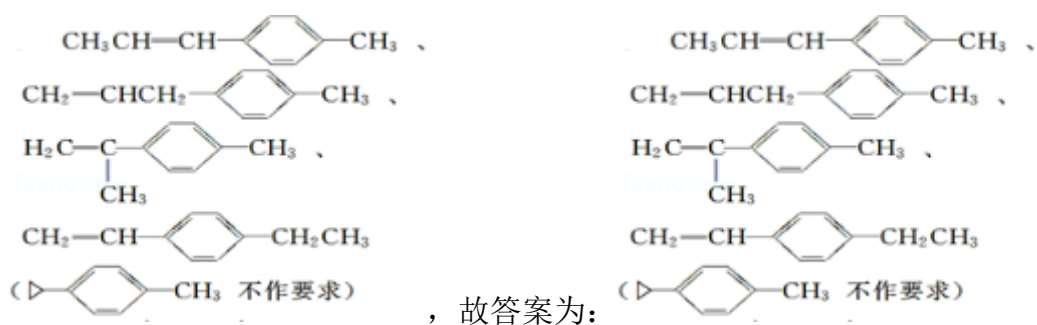 CH₃CH=CH-CH₃ 、 CH₃CH=CH-CH₃ 、
CH₂=CHCH₂-CH₃ 、 CH₂=CHCH₂-CH₃ 、
H₂C=C-CH₃ 、 H₂C=C-CH₃ 、
CH₃ CH₃
CH₂=CH-CH₂CH₃ CH₂=CH-CH₂CH₃
(▷-CH₃ 不作要求) ，故答案为： (▷-CH₃ 不作要求)